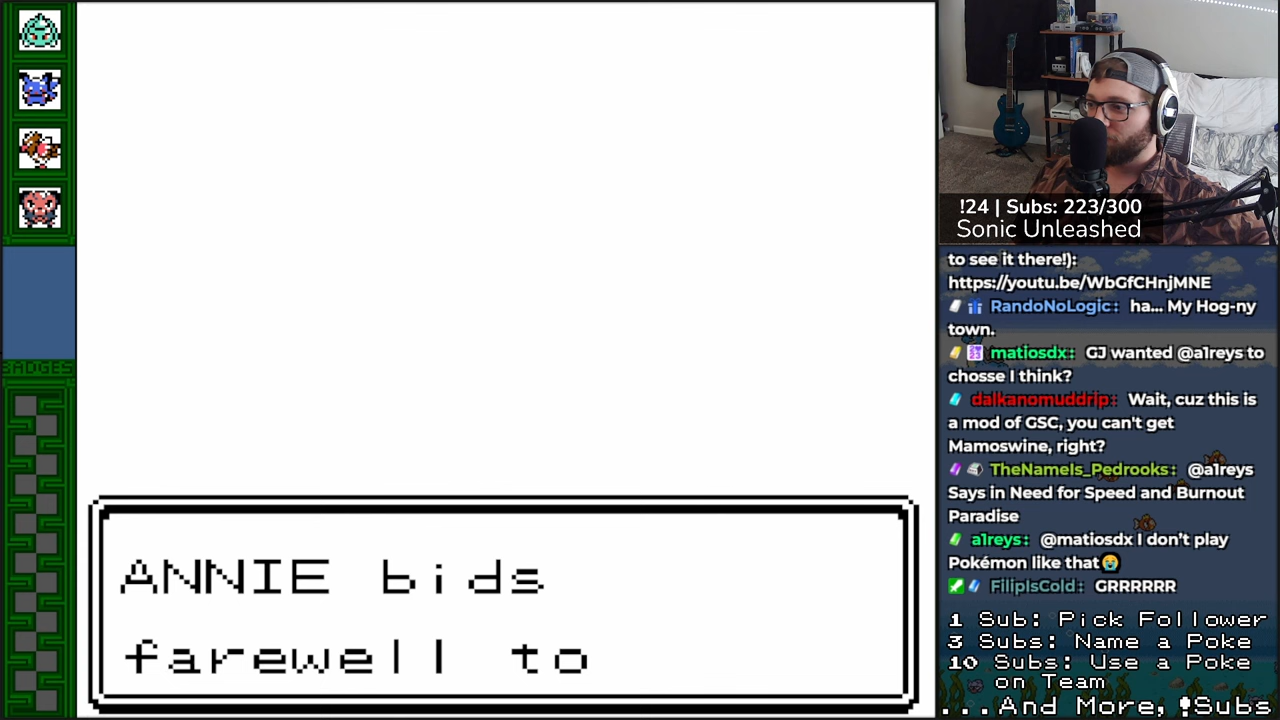 BADGES
ANNIE bids
farewell to
!24 | Subs: 223/300
Sonic Unleashed
to see it there!):
https://youtu.be/WbGfCHnjMNE
RandoNoLogic: ha... My Hog-ny
town.
matiosdx: GJ wanted @a1reys to
chosse I think?
dalkanomuddrip: Wait, cuz this is
a mod of GSC, you can't get
Mamoswine, right?
TheNameIs_Pedrooks: @a1reys
Says in Need for Speed and Burnout
Paradise
a1reys: @matiosdx I don't play
Pokémon like that😭
FilipIsCold: GRRRRRR
1 Sub: Pick Follower
3 Subs: Name a Poke
10 Subs: Use a Poke
on Team
...And More, !Subs